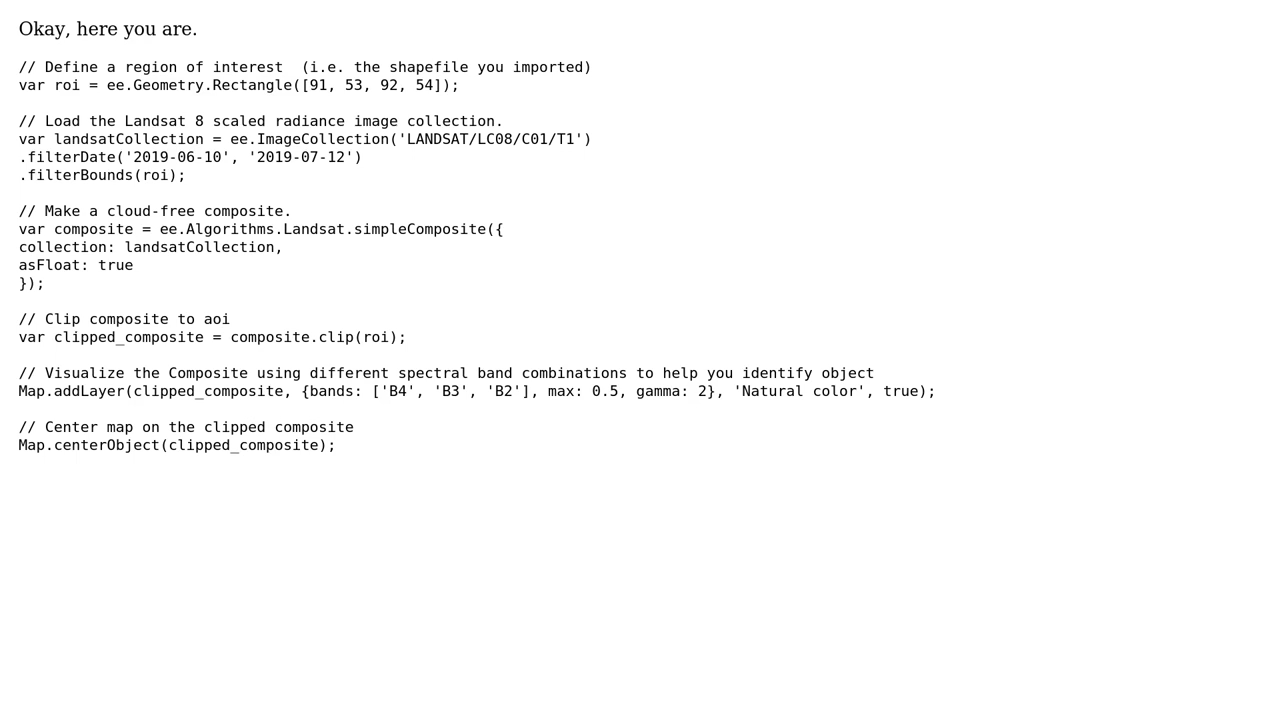 Okay, here you are.
// Define a region of interest  (i.e. the shapefile you imported)
var roi = ee.Geometry.Rectangle([91, 53, 92, 54]);
// Load the Landsat 8 scaled radiance image collection.
var landsatCollection = ee.ImageCollection('LANDSAT/LC08/C01/T1')
.filterDate('2019-06-10', '2019-07-12')
.filterBounds(roi);
// Make a cloud-free composite.
var composite = ee.Algorithms.Landsat.simpleComposite({
collection: landsatCollection,
asFloat: true
});
// Clip composite to aoi
var clipped_composite = composite.clip(roi);
// Visualize the Composite using different spectral band combinations to help you identify object
Map.addLayer(clipped_composite, {bands: ['B4', 'B3', 'B2'], max: 0.5, gamma: 2}, 'Natural color', true);
// Center map on the clipped composite
Map.centerObject(clipped_composite);